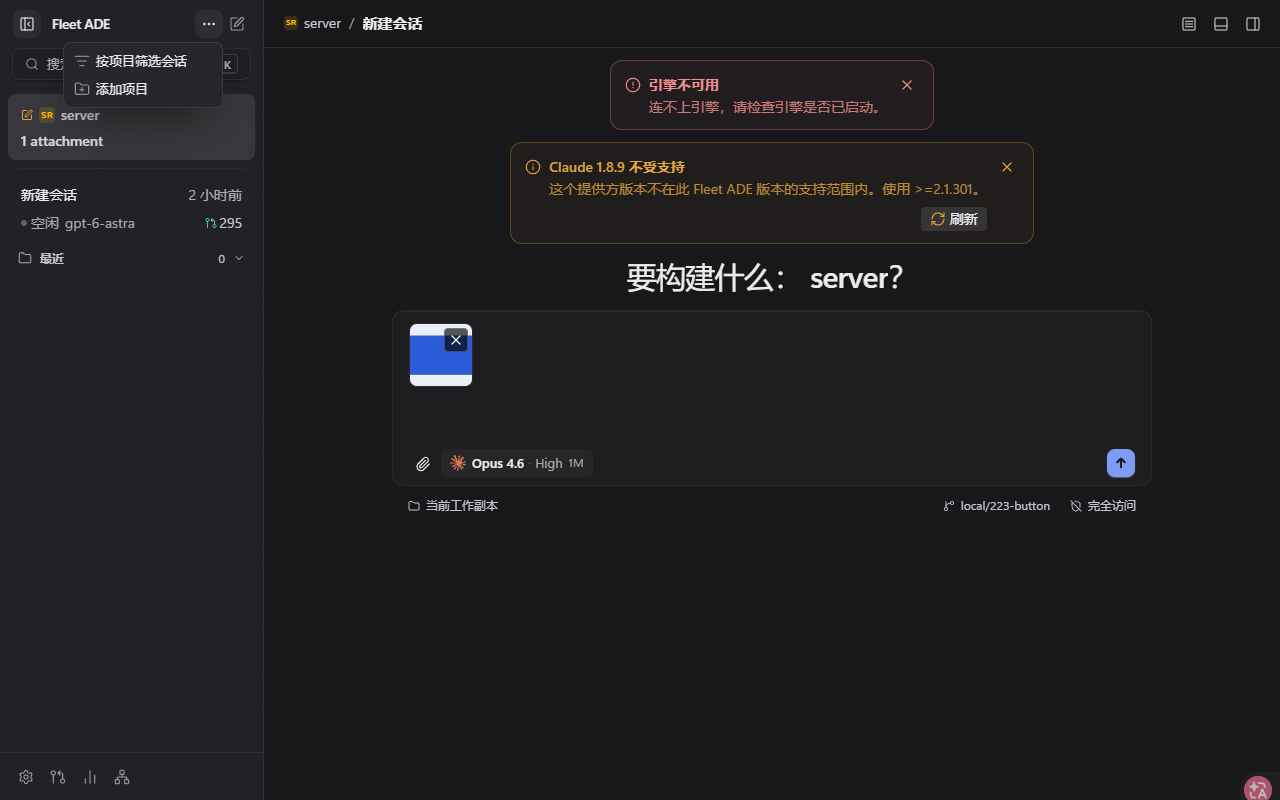 Fleet ADE
按项目筛选会话
添加项目
K
SR server
1 attachment
新建会话 2 小时前
空闲 gpt-6-astra 295
最近 0
SR server / 新建会话
引擎不可用
连不上引擎，请检查引擎是否已启动。
Claude 1.8.9 不受支持
这个提供方版本不在此 Fleet ADE 版本的支持范围内。使用 >=2.1.301。
刷新
要构建什么： server?
Opus 4.6 · High 1M
当前工作副本 local/223-button 完全访问